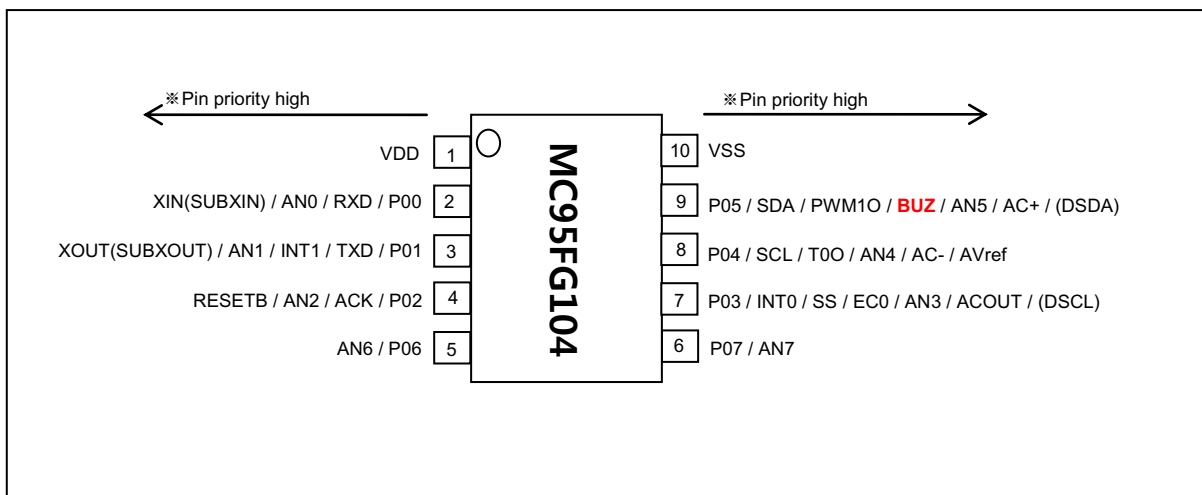 ※Pin priority high
※Pin priority high
VDD 1
10 VSS
XIN(SUBXIN) / AN0 / RXD / P00 2
9 P05 / SDA / PWM1O / BUZ / AN5 / AC+ / (DSDA)
XOUT(SUBXOUT) / AN1 / INT1 / TXD / P01 3
8 P04 / SCL / T0O / AN4 / AC- / AVref
RESETB / AN2 / ACK / P02 4
7 P03 / INT0 / SS / EC0 / AN3 / ACOUT / (DSCL)
AN6 / P06 5
6 P07 / AN7
MC95FG104